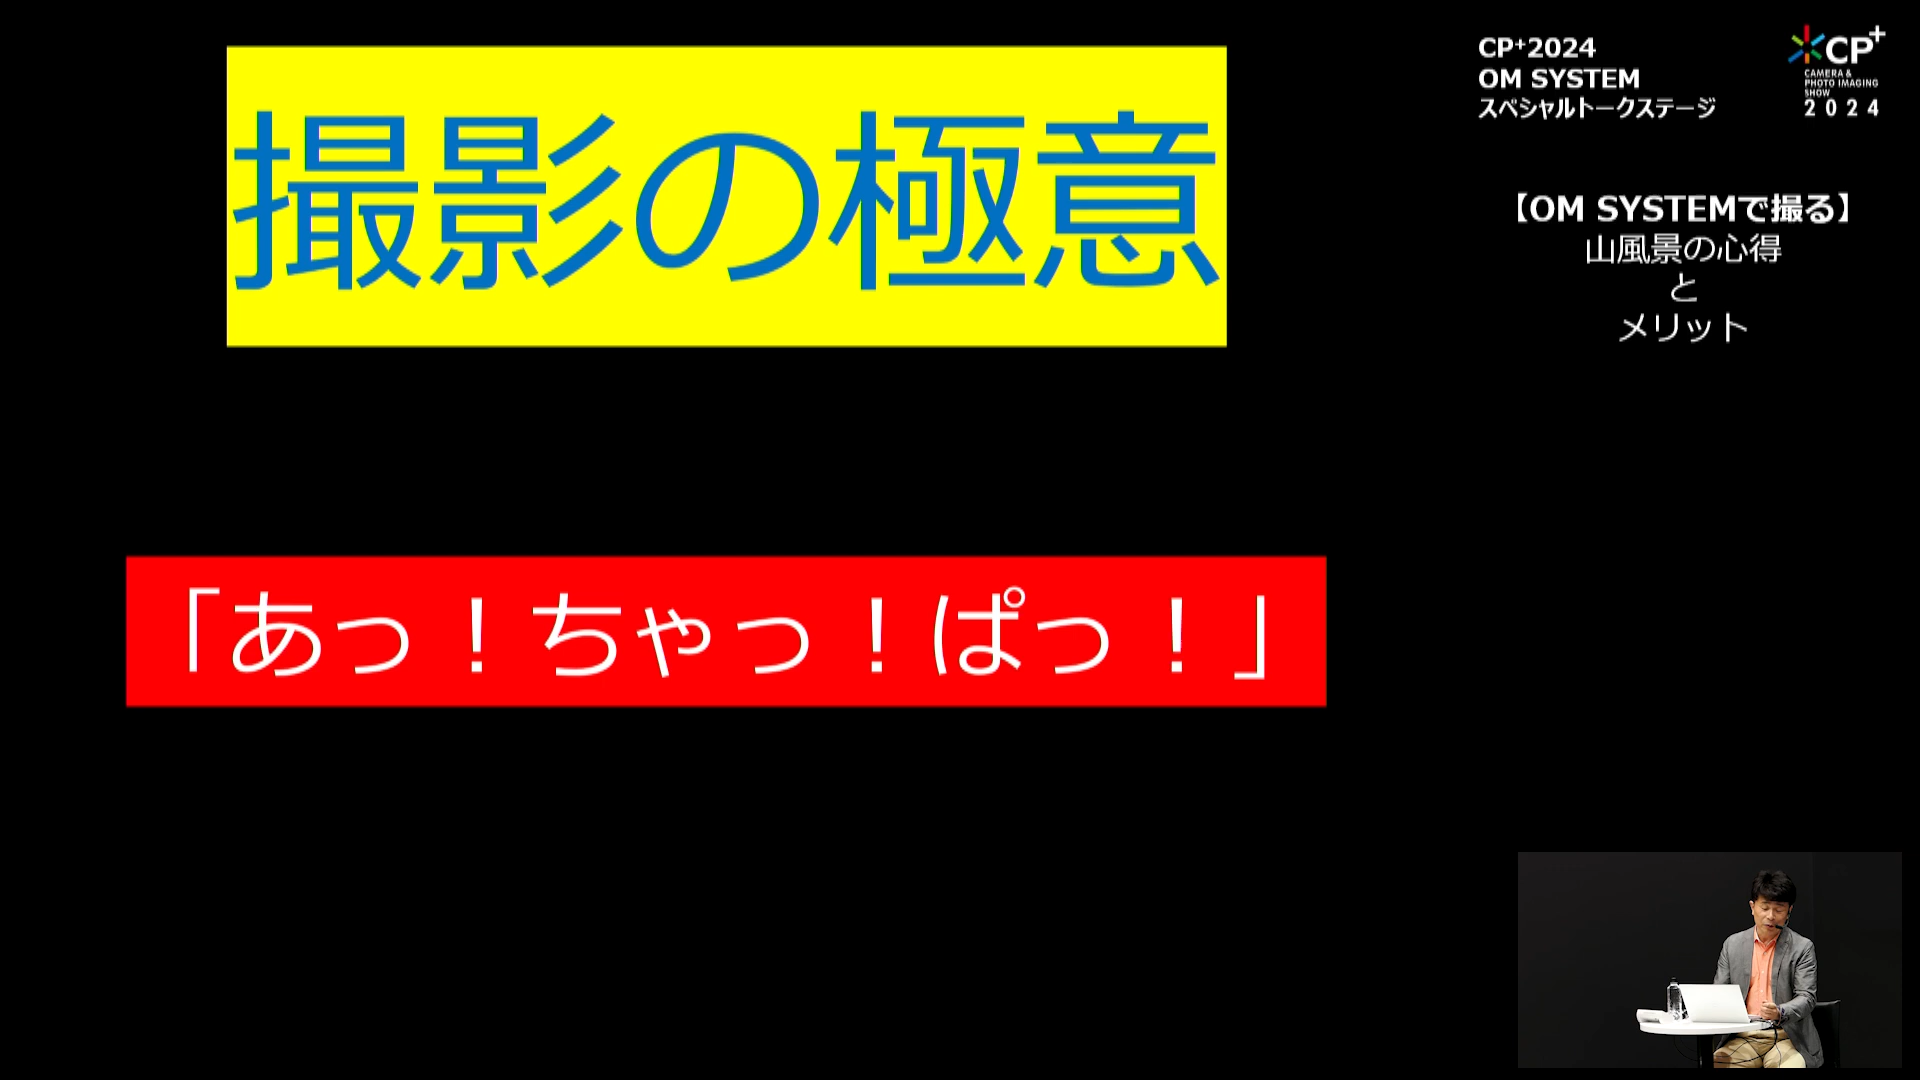 撮影の極意
「あっ！ちゃっ！ぱっ！」
CP+2024
OM SYSTEM
スペシャルトークステージ
CP+
CAMERA &
PHOTO IMAGING
SHOW
2024
【OM SYSTEMで撮る】
山風景の心得
と
メリット